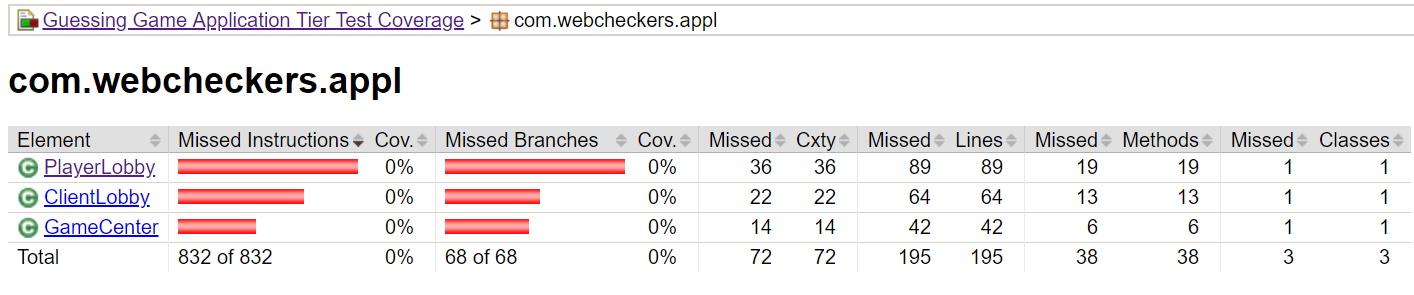 Guessing Game Application Tier Test Coverage > com.webcheckers.appl
com.webcheckers.appl
Element Missed Instructions Cov. Missed Branches Cov. Missed Cxty Missed Lines Missed Methods Missed Classes
C PlayerLobby 0% 0% 36 36 89 89 19 19 1 1
C ClientLobby 0% 0% 22 22 64 64 13 13 1 1
C GameCenter 0% 0% 14 14 42 42 6 6 1 1
Total 832 of 832 0% 68 of 68 0% 72 72 195 195 38 38 3 3